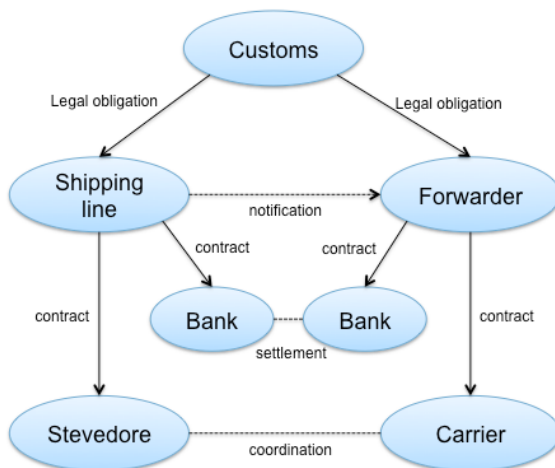 Customs
Legal obligation
Legal obligation
Shipping
line
notification
Forwarder
contract
contract
contract
contract
Bank
Bank
settlement
Stevedore
coordination
Carrier